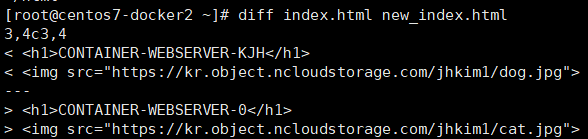 [root@centos7-docker2 ~]# diff index.html new_index.html
3,4c3,4
< <h1>CONTAINER-WEBSERVER-KJH</h1>
< <img src="https://kr.object.ncloudstorage.com/jhkim1/dog.jpg">
---
> <h1>CONTAINER-WEBSERVER-0</h1>
> <img src="https://kr.object.ncloudstorage.com/jhkim1/cat.jpg">